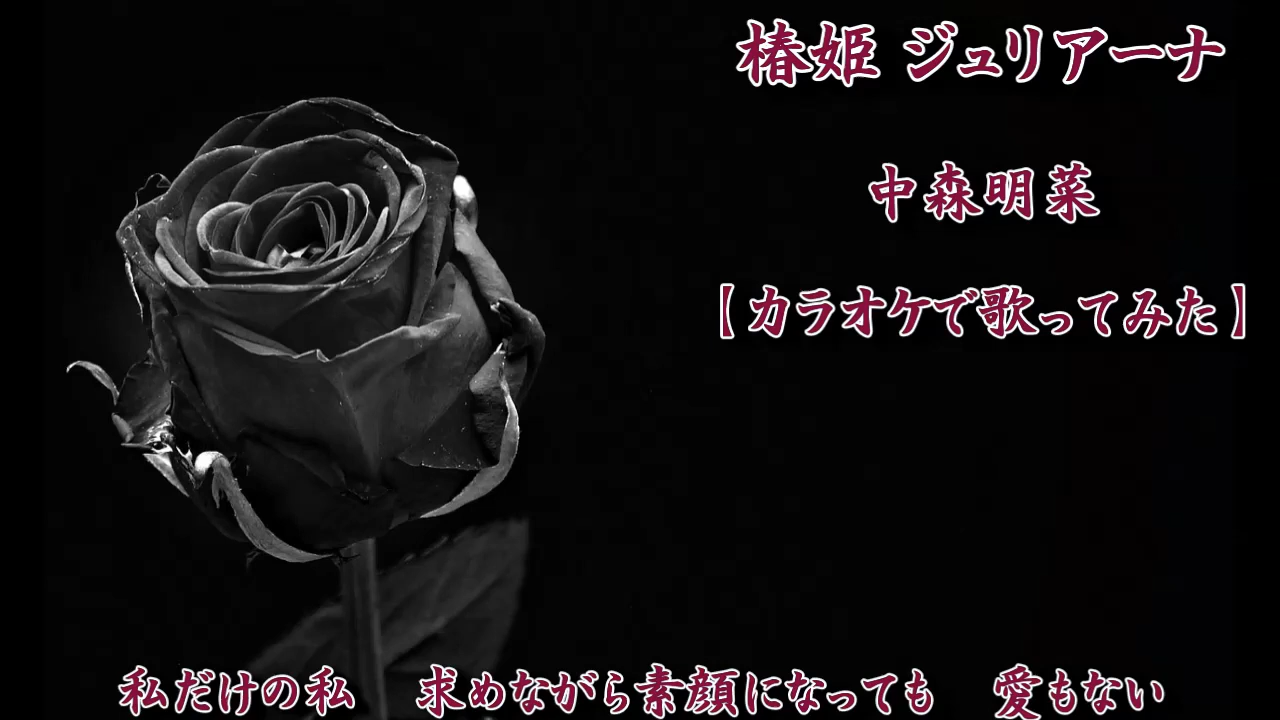 椿姫 ジュリアーナ
中森明菜
【カラオケで歌ってみた】
私だけの私　求めながら素顔になっても　愛もない